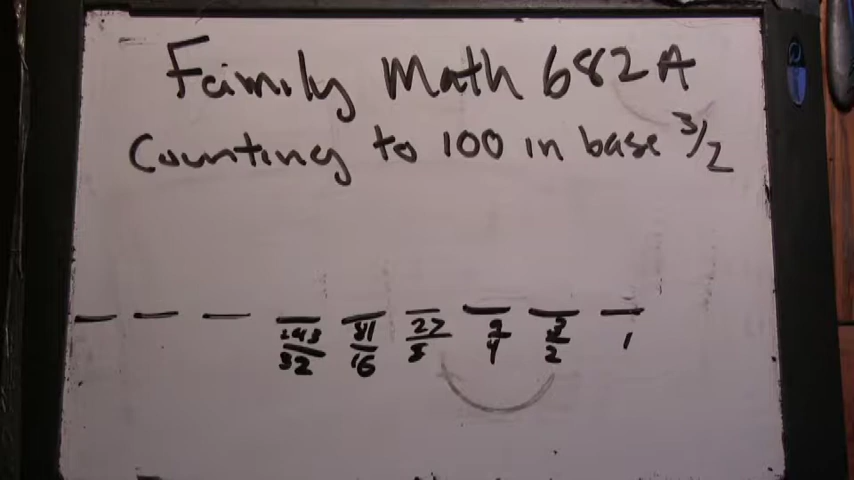 Family Math 682A
Counting to 100 in base 3/2
243/32 81/16 27/8 9/4 3/2 1